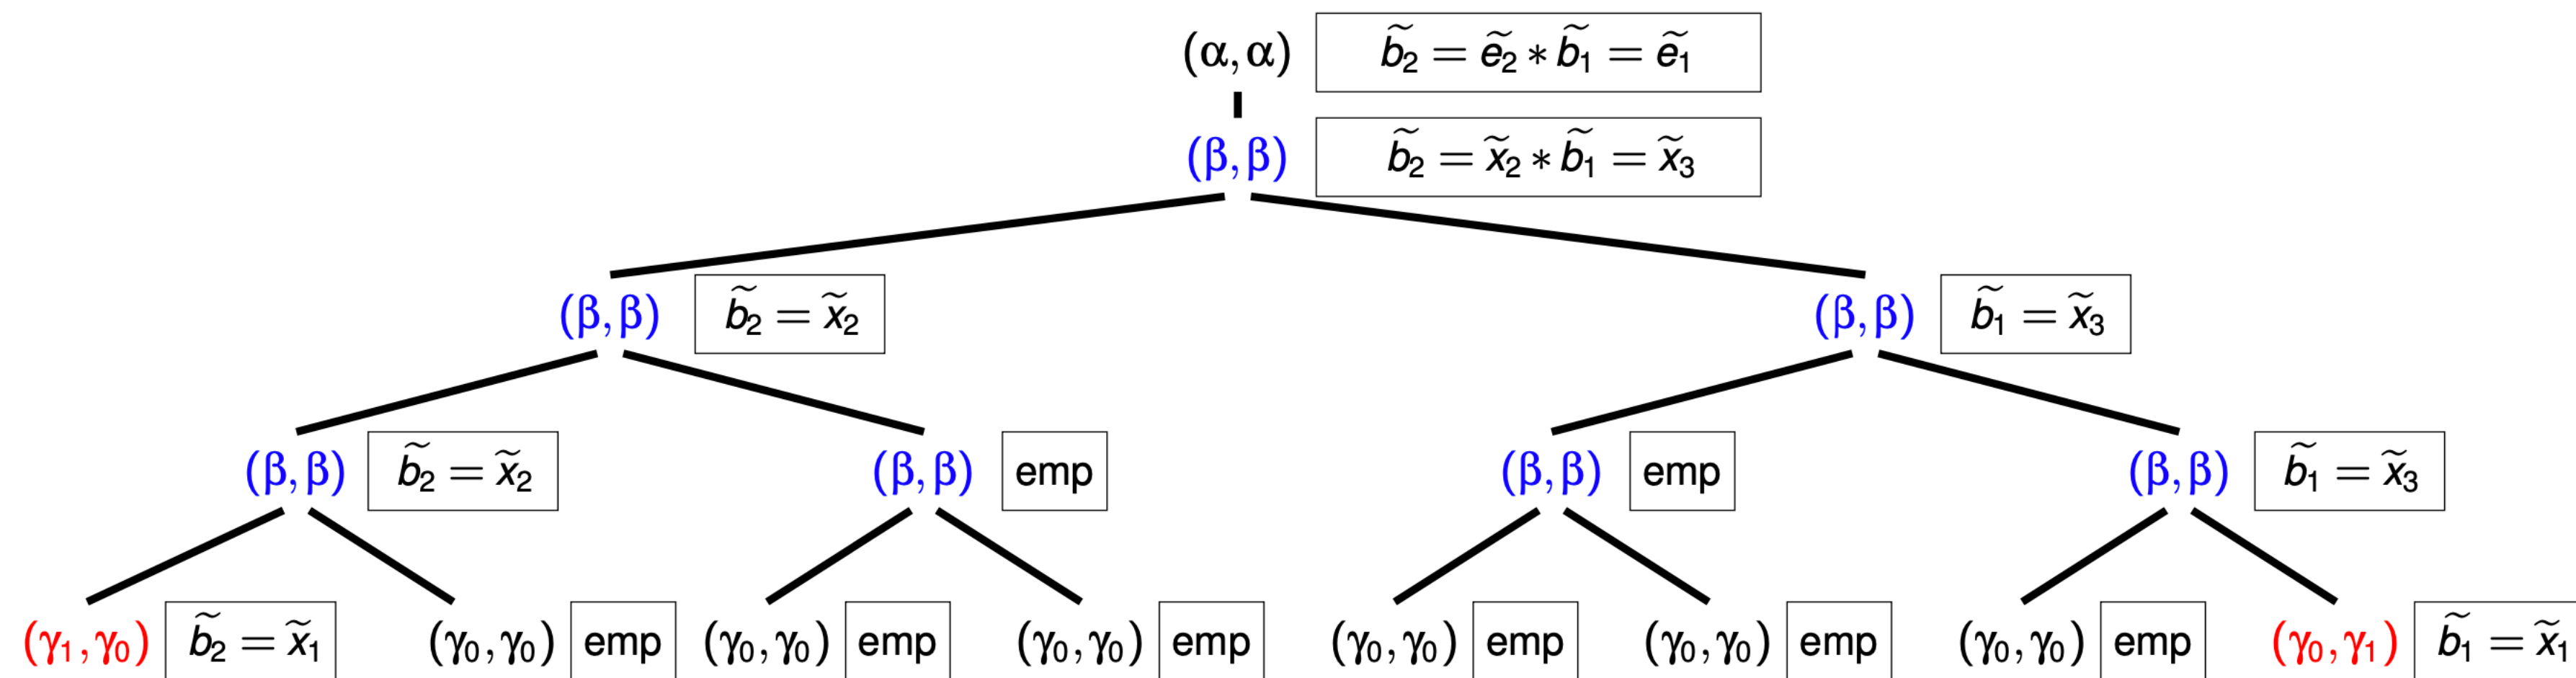 (α,α) b̃₂ = ẽ₂ ∗ b̃₁ = ẽ₁
(β,β) b̃₂ = x̃₂ ∗ b̃₁ = x̃₃
(β,β) b̃₂ = x̃₂ (β,β) b̃₁ = x̃₃
(β,β) b̃₂ = x̃₂ (β,β) emp (β,β) emp (β,β) b̃₁ = x̃₃
(γ₁,γ₀) b̃₂ = x̃₁ (γ₀,γ₀) emp (γ₀,γ₀) emp (γ₀,γ₀) emp (γ₀,γ₀) emp (γ₀,γ₀) emp (γ₀,γ₀) emp (γ₀,γ₁) b̃₁ = x̃₁